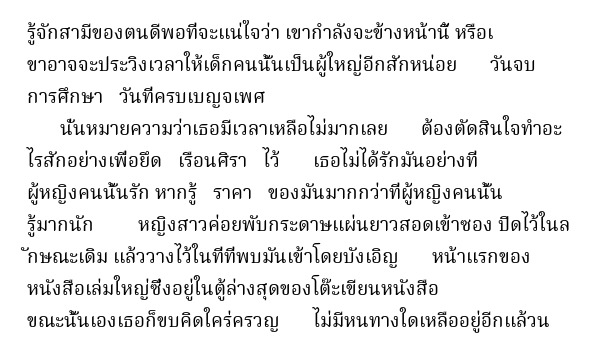 รู้จักสามีของตนดีพอที่จะแน่ใจว่า เขากำลังจะข้างหน้านี้ หรือเ
ขาอาจจะประวิงเวลาให้เด็กคนนั้นเป็นผู้ใหญ่อีกสักหน่อย วันจบ
การศึกษา วันที่ครบเบญจเพศ
นั่นหมายความว่าเธอมีเวลาเหลือไม่มากเลย ต้องตัดสินใจทำอะ
ไรสักอย่างเพื่อยึด เรือนศิรา ไว้ เธอไม่ได้รักมันอย่างที่
ผู้หญิงคนนั้นรัก หากรู้ ราคา ของมันมากกว่าที่ผู้หญิงคนนั้น
รู้มากนัก หญิงสาวค่อยพับกระดาษแผ่นยาวสอดเข้าซอง ปิดไว้ในล
ักษณะเดิม แล้ววางไว้ในที่ที่พบมันเข้าโดยบังเอิญ หน้าแรกของ
หนังสือเล่มใหญ่ซึ่งอยู่ในตู้ล่างสุดของโต๊ะเขียนหนังสือ
ขณะนั้นเองเธอก็ขบคิดใคร่ครวญ ไม่มีหนทางใดเหลืออยู่อีกแล้วน